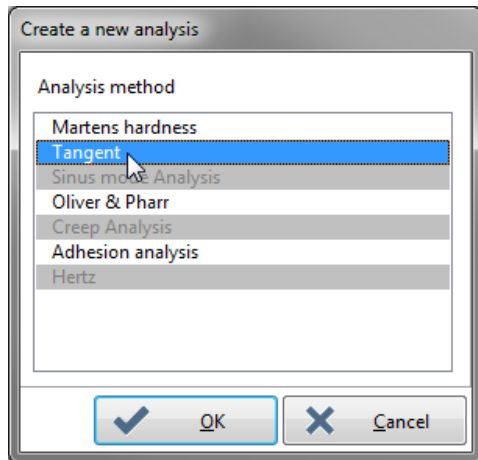 Create a new analysis
Analysis method
Martens hardness
Tangent
Sinus mode Analysis
Oliver & Pharr
Creep Analysis
Adhesion analysis
Hertz
OK
Cancel